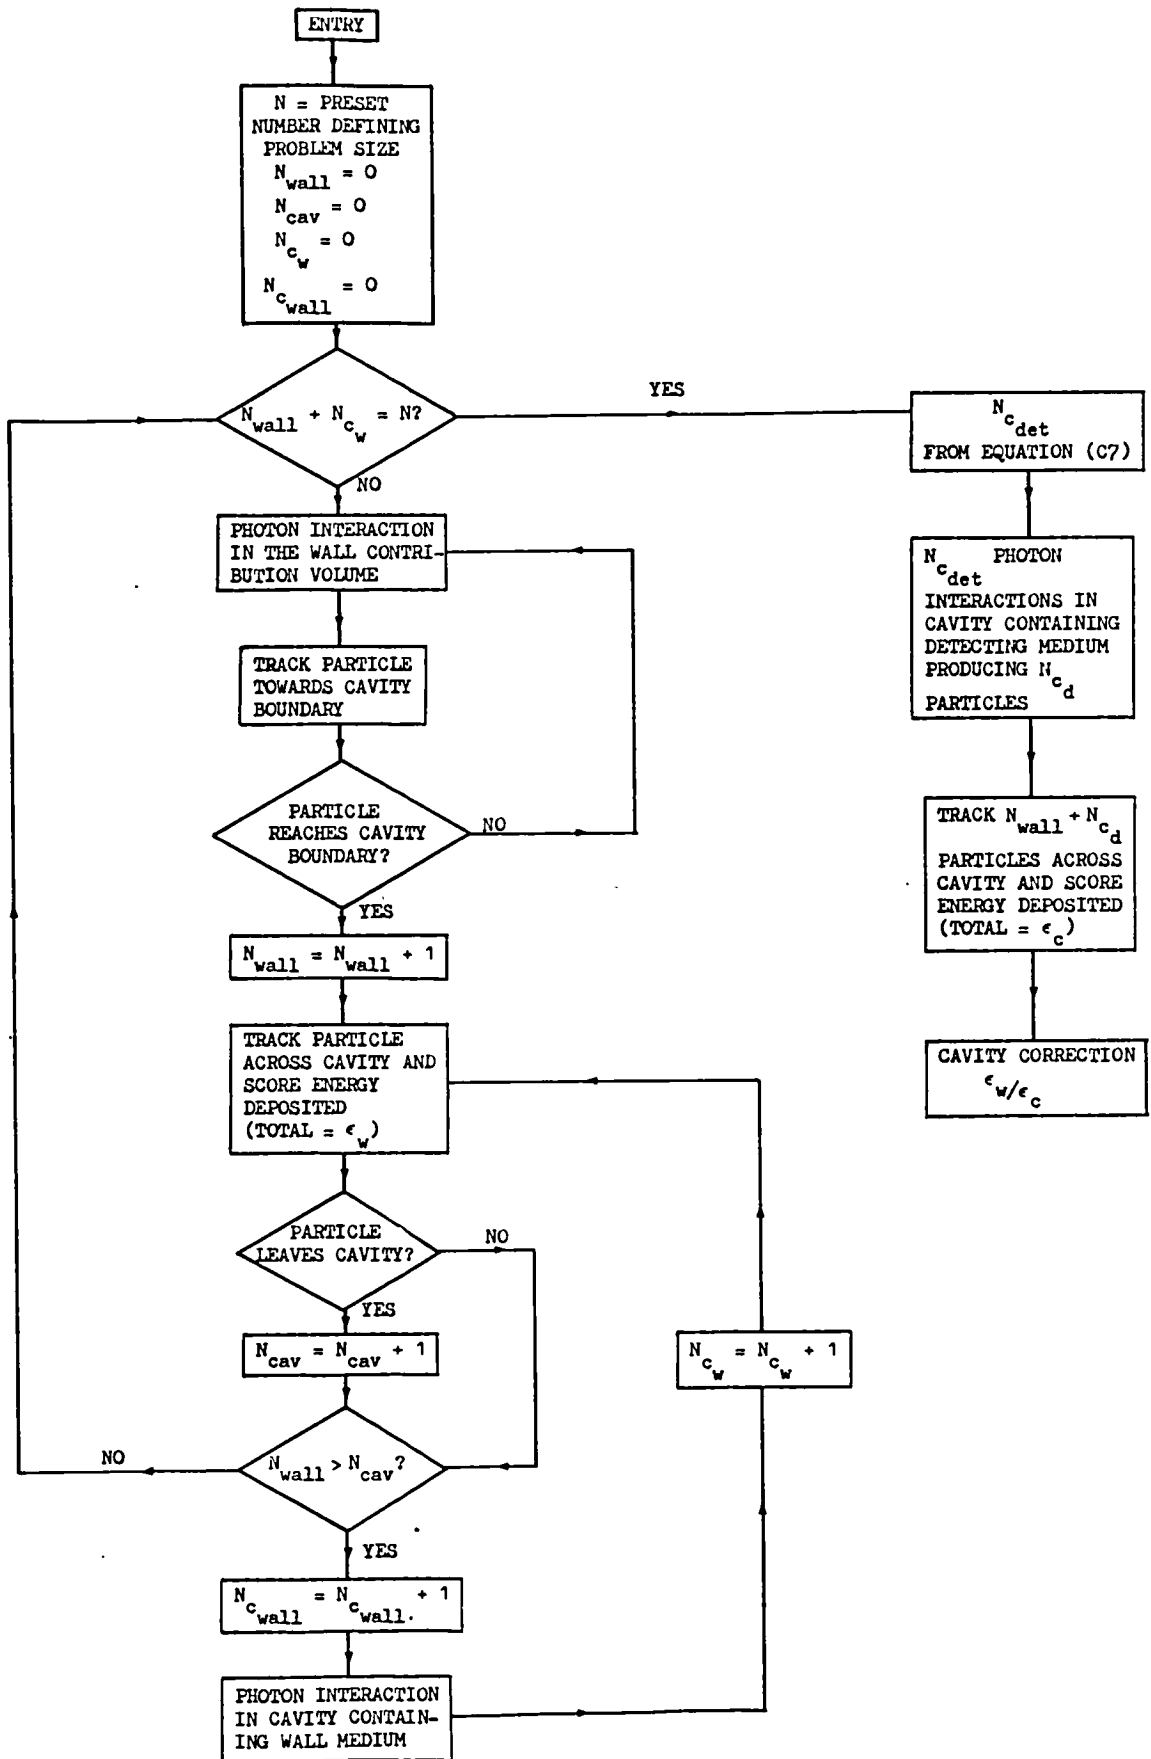 ENTRY
N = PRESET
NUMBER DEFINING
PROBLEM SIZE
N_wall = 0
N_cav = 0
N_c_w = 0
N_c_wall = 0
N_wall + N_c_w = N?
YES
NO
N_c_det
FROM EQUATION (C7)
PHOTON INTERACTION
IN THE WALL CONTRI-
BUTION VOLUME
N_c_det PHOTON
INTERACTIONS IN
CAVITY CONTAINING
DETECTING MEDIUM
PRODUCING N_c_d
PARTICLES
TRACK PARTICLE
TOWARDS CAVITY
BOUNDARY
PARTICLE
REACHES CAVITY
BOUNDARY?
NO
YES
TRACK N_wall + N_c_d
PARTICLES ACROSS
CAVITY AND SCORE
ENERGY DEPOSITED
(TOTAL = ϵ_c)
N_wall = N_wall + 1
TRACK PARTICLE
ACROSS CAVITY AND
SCORE ENERGY
DEPOSITED
(TOTAL = ϵ_w)
CAVITY CORRECTION
ϵ_w/ϵ_c
PARTICLE
LEAVES CAVITY?
NO
YES
N_cav = N_cav + 1
N_c_w = N_c_w + 1
N_wall > N_cav?
NO
YES
N_c_wall = N_c_wall. + 1
PHOTON INTERACTION
IN CAVITY CONTAIN-
ING WALL MEDIUM